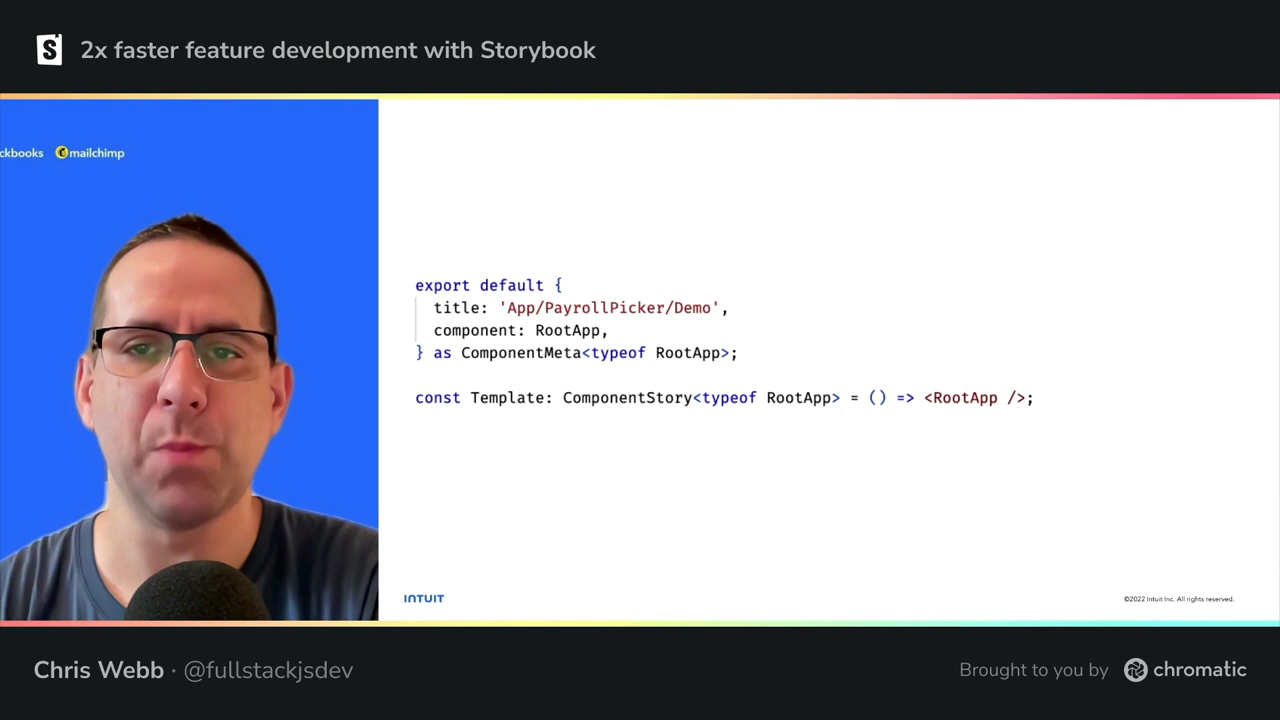 2x faster feature development with Storybook
ckbooks mailchimp
export default {
title: 'App/PayrollPicker/Demo',
component: RootApp,
} as ComponentMeta<typeof RootApp>;
const Template: ComponentStory<typeof RootApp> = () => <RootApp />;
INTUIT
©2022 Intuit Inc. All rights reserved.
Chris Webb · @fullstackjsdev
Brought to you by chromatic